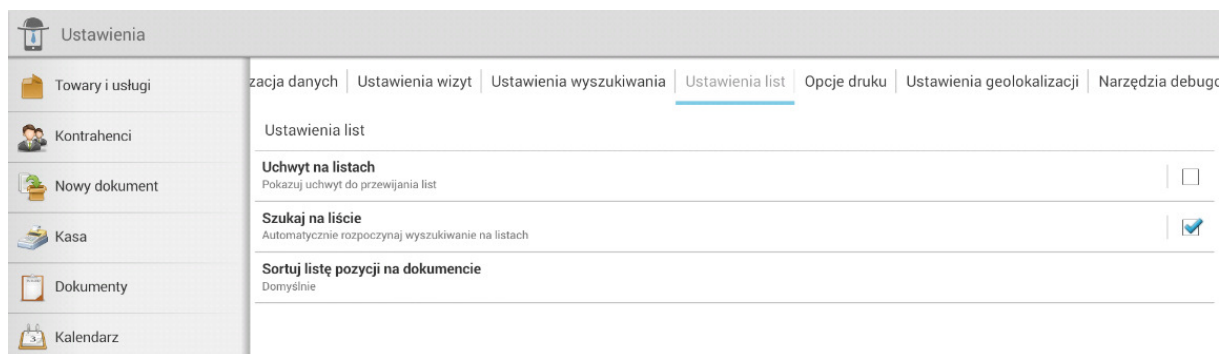 Ustawienia
Towary i usługi
Kontrahenci
Nowy dokument
Kasa
Dokumenty
Kalendarz
zacja danych | Ustawienia wizyt | Ustawienia wyszukiwania | Ustawienia list | Opcje druku | Ustawienia geolokalizacji | Narzędzia debugo
Ustawienia list
Uchwyt na listach
Pokazuj uchwyt do przewijania list
Szukaj na liście
Automatycznie rozpoczynaj wyszukiwanie na listach
Sortuj listę pozycji na dokumencie
Domyślnie